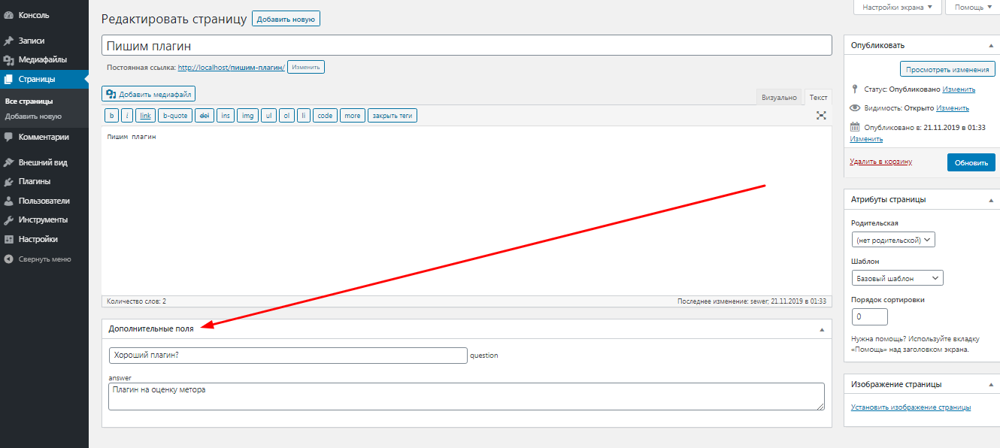 Консоль
Записи
Медиафайлы
Страницы
Все страницы
Добавить новую
Комментарии
Внешний вид
Плагины
Пользователи
Инструменты
Настройки
Свернуть меню
Настройки экрана
Помощь
Редактировать страницу Добавить новую
Пишим плагин
Постоянная ссылка: http://localhost/пишим-плагин/ Изменить
Добавить медиафайл
Визуально Текст
b i link b-quote del ins img ul ol li code more закрыть теги
Пишим плагин
Количество слов: 2 Последнее изменение: sewer; 21.11.2019 в 01:33
Дополнительные поля
Хороший плагин? question
answer
Плагин на оценку метора
Опубликовать
Просмотреть изменения
Статус: Опубликовано Изменить
Видимость: Открыто Изменить
Опубликовано в: 21.11.2019 в 01:33
Изменить
Удалить в корзину Обновить
Атрибуты страницы
Родительская
(нет родительской)
Шаблон
Базовый шаблон
Порядок сортировки
0
Нужна помощь? Используйте вкладку
«Помощь» над заголовком экрана.
Изображение страницы
Установить изображение страницы